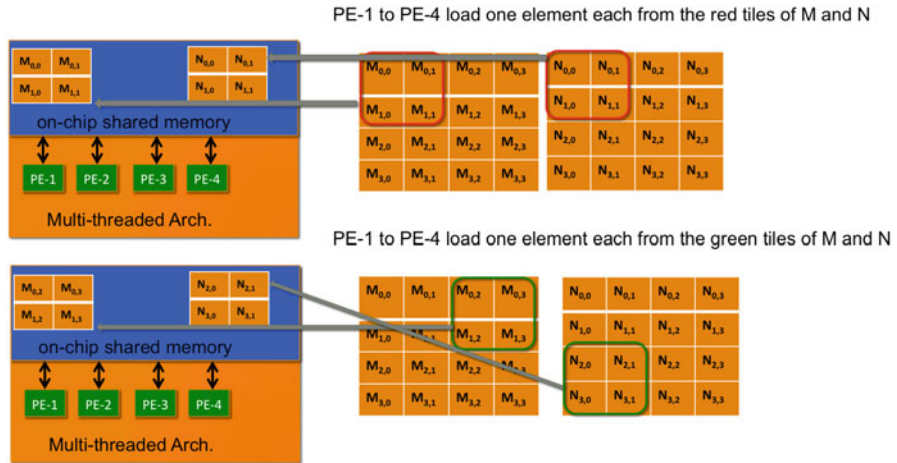 PE-1 to PE-4 load one element each from the red tiles of M and N
M0,0 M0,1 N0,0 N0,1
M1,0 M1,1 N1,0 N1,1
on-chip shared memory
PE-1 PE-2 PE-3 PE-4
Multi-threaded Arch.
M0,0 M0,1 M0,2 M0,3
M1,0 M1,1 M1,2 M1,3
M2,0 M2,1 M2,2 M2,3
M3,0 M3,1 M3,2 M3,3
N0,0 N0,1 N0,2 N0,3
N1,0 N1,1 N1,2 N1,3
N2,0 N2,1 N2,2 N2,3
N3,0 N3,1 N3,2 N3,3
PE-1 to PE-4 load one element each from the green tiles of M and N
M0,2 M0,3 N2,0 N2,1
M1,2 M1,3 N3,0 N3,1
on-chip shared memory
PE-1 PE-2 PE-3 PE-4
Multi-threaded Arch.
M0,0 M0,1 M0,2 M0,3
M1,0 M1,1 M1,2 M1,3
M2,0 M2,1 M2,2 M2,3
M3,0 M3,1 M3,2 M3,3
N0,0 N0,1 N0,2 N0,3
N1,0 N1,1 N1,2 N1,3
N2,0 N2,1 N2,2 N2,3
N3,0 N3,1 N3,2 N3,3